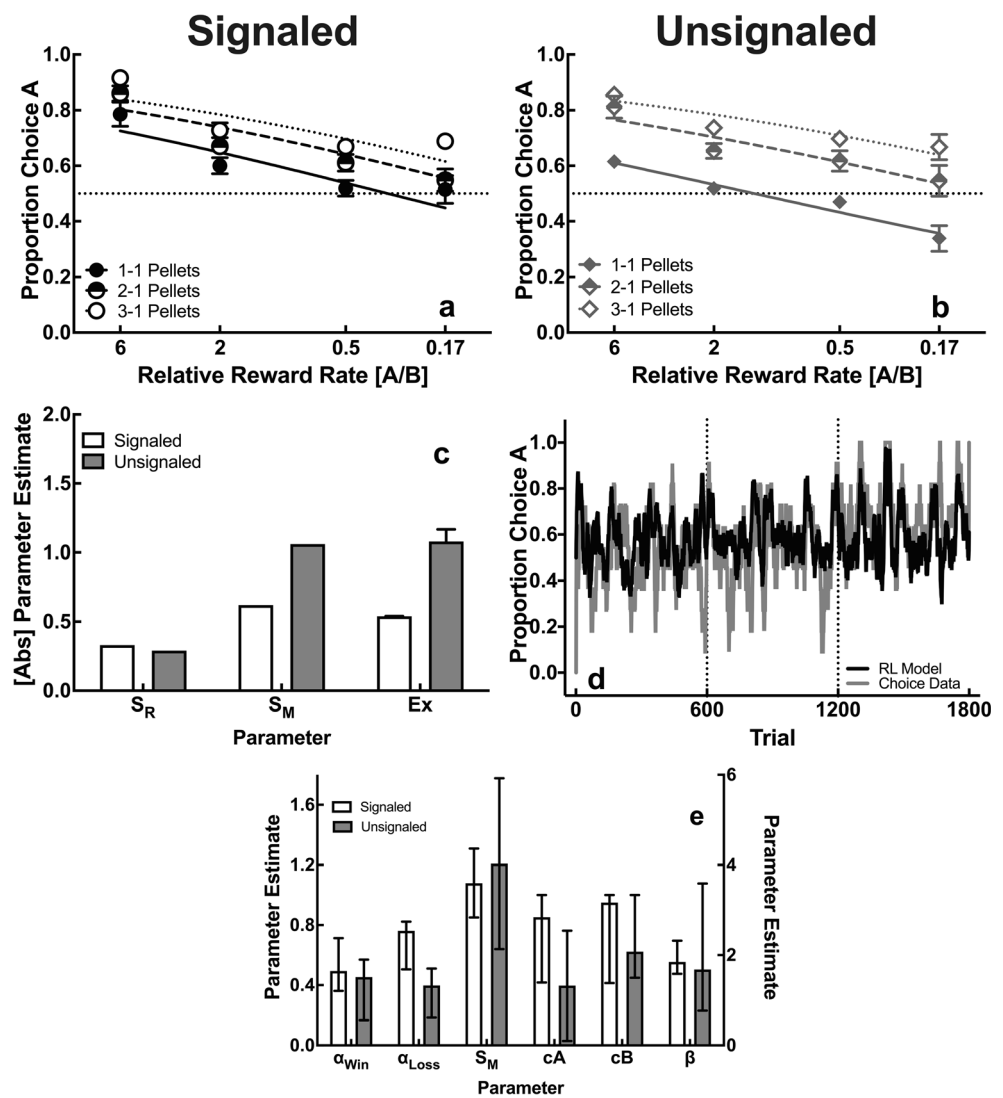 Signaled
Unsignaled
Proportion Choice A
1.0
0.8
0.6
0.4
0.2
0.0
1-1 Pellets
2-1 Pellets
3-1 Pellets
a
6 2 0.5 0.17
Relative Reward Rate [A/B]
Proportion Choice A
1.0
0.8
0.6
0.4
0.2
0.0
1-1 Pellets
2-1 Pellets
3-1 Pellets
b
6 2 0.5 0.17
Relative Reward Rate [A/B]
[Abs] Parameter Estimate
2.0
1.5
1.0
0.5
0.0
Signaled
Unsignaled
c
SR SM Ex
Parameter
Proportion Choice A
1.0
0.8
0.6
0.4
0.2
0.0
d
RL Model
Choice Data
0 600 1200 1800
Trial
Parameter Estimate
1.6
1.2
0.8
0.4
0.0
Signaled
Unsignaled
e
6
4
2
0
Parameter Estimate
αWin αLoss SM cA cB β
Parameter